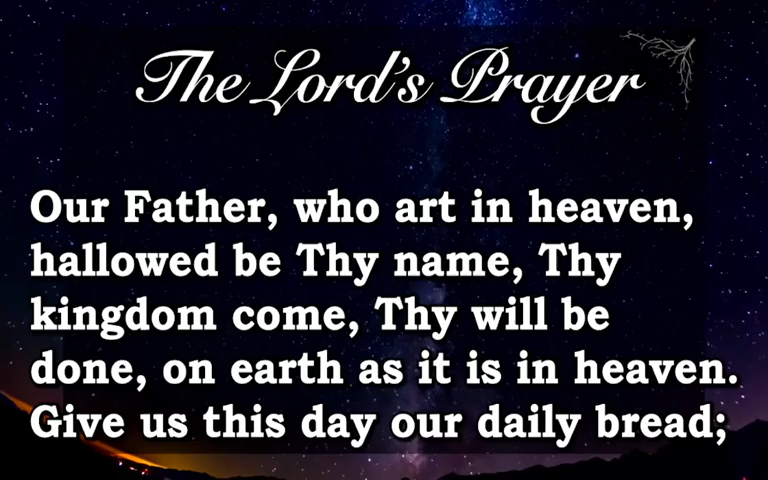 The Lord's Prayer
Our Father, who art in heaven,
hallowed be Thy name, Thy
kingdom come, Thy will be
done, on earth as it is in heaven.
Give us this day our daily bread;